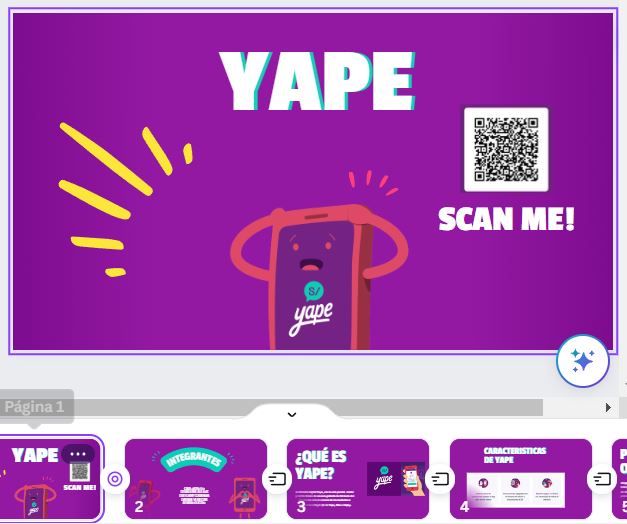 YAPE
SCAN ME!
S/
yape
Página 1
YAPE
SCAN ME!
INTEGRANTES
2
¿QUÉ ES
YAPE?
yape
3
CARACTERISTICAS
DE YAPE
4
5